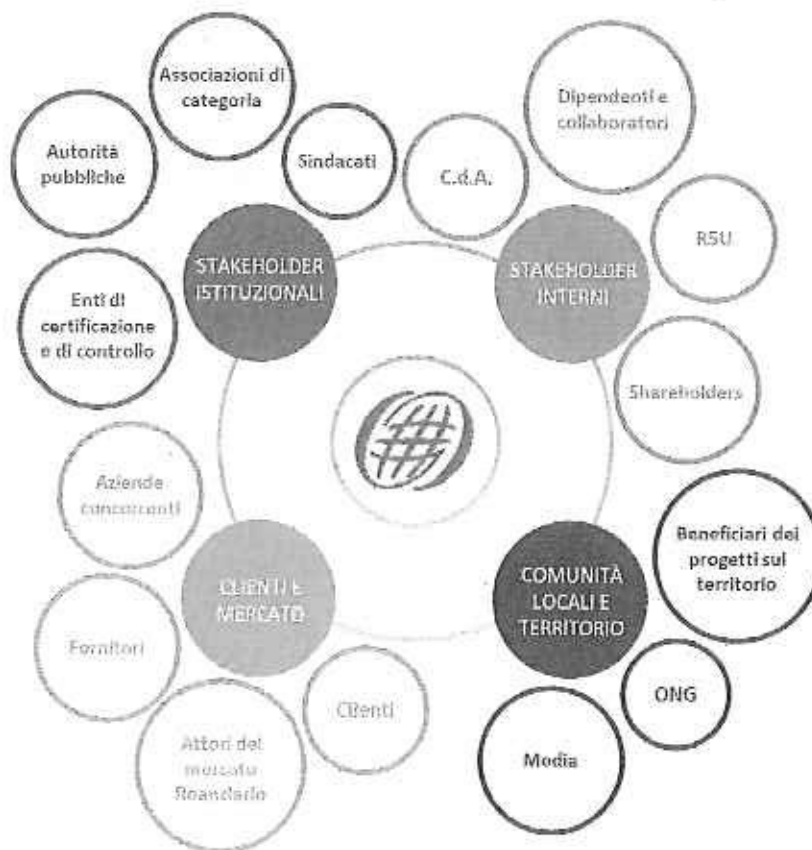 Associazioni di
categoria
Dipendenti e
collaboratori
Autorità
pubbliche
Sindacati
C.d.A.
RSU
STAKEHOLDER
ISTITUZIONALI
STAKEHOLDER
INTERNI
Enti di
certificazione
e di controllo
Shareholders
Aziende
concorrenti
Beneficiari dei
progetti sul
territorio
CLIENTI E
MERCATO
COMUNITÀ
LOCALI E
TERRITORIO
Fornitori
Clienti
ONG
Attori del
mercato
finanziario
Media